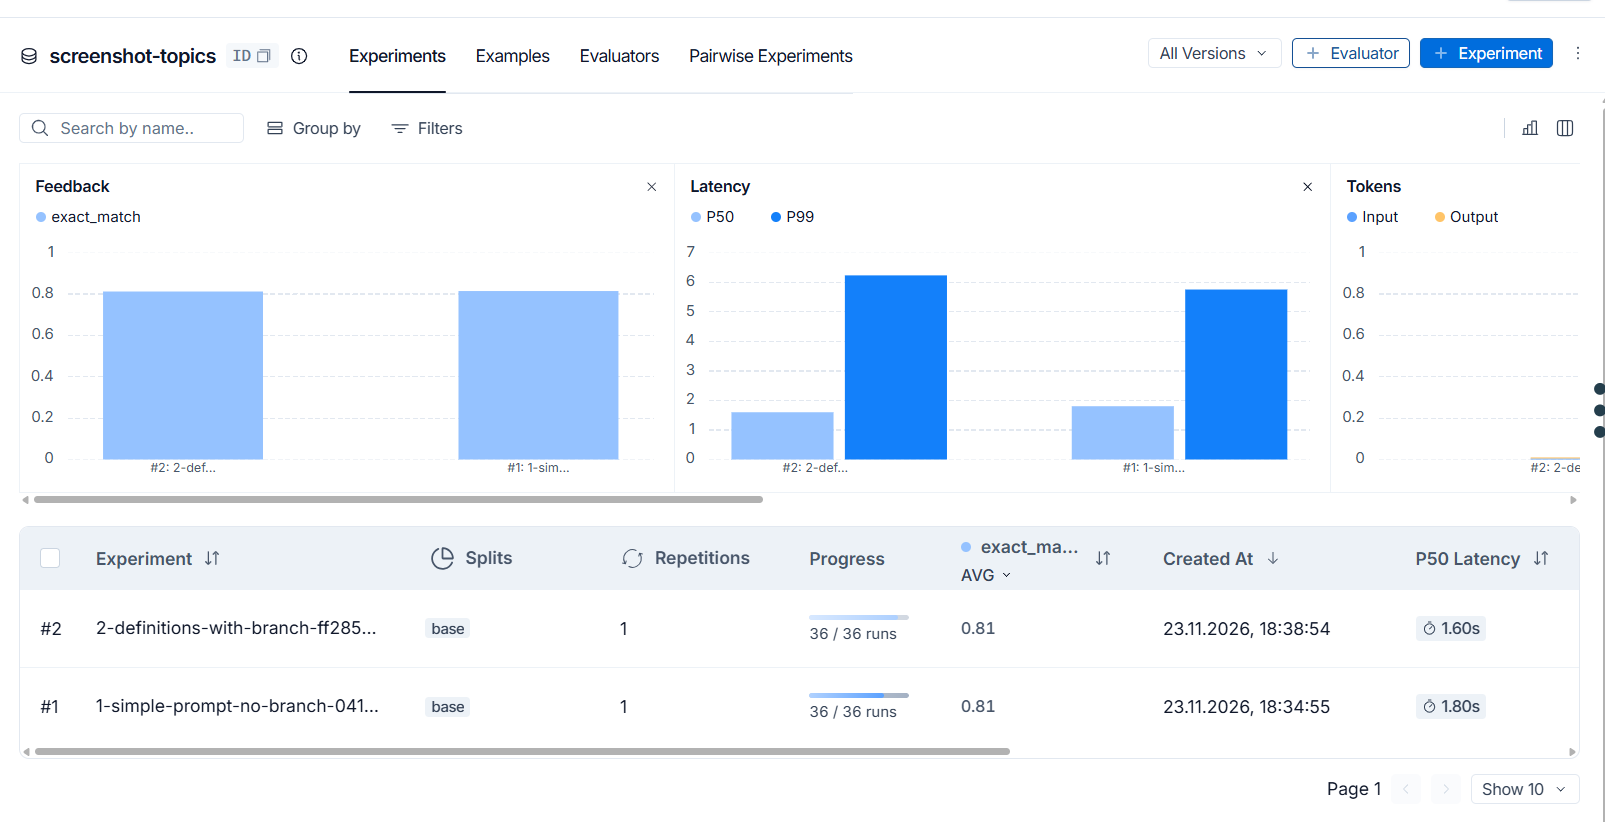 screenshot-topics ID Experiments Examples Evaluators Pairwise Experiments All Versions + Evaluator + Experiment
Search by name.. Group by Filters
Feedback
exact_match
1
0.8
0.6
0.4
0.2
0
#2: 2-def... #1: 1-sim...
Latency
P50 P99
7
6
5
4
3
2
1
0
#2: 2-def... #1: 1-sim...
Tokens
Input Output
1
0.8
0.6
0.4
0.2
0
#2: 2-de
Experiment Splits Repetitions Progress exact_ma... AVG Created At P50 Latency
#2 2-definitions-with-branch-ff285... base 1 36 / 36 runs 0.81 23.11.2026, 18:38:54 1.60s
#1 1-simple-prompt-no-branch-041... base 1 36 / 36 runs 0.81 23.11.2026, 18:34:55 1.80s
Page 1 Show 10